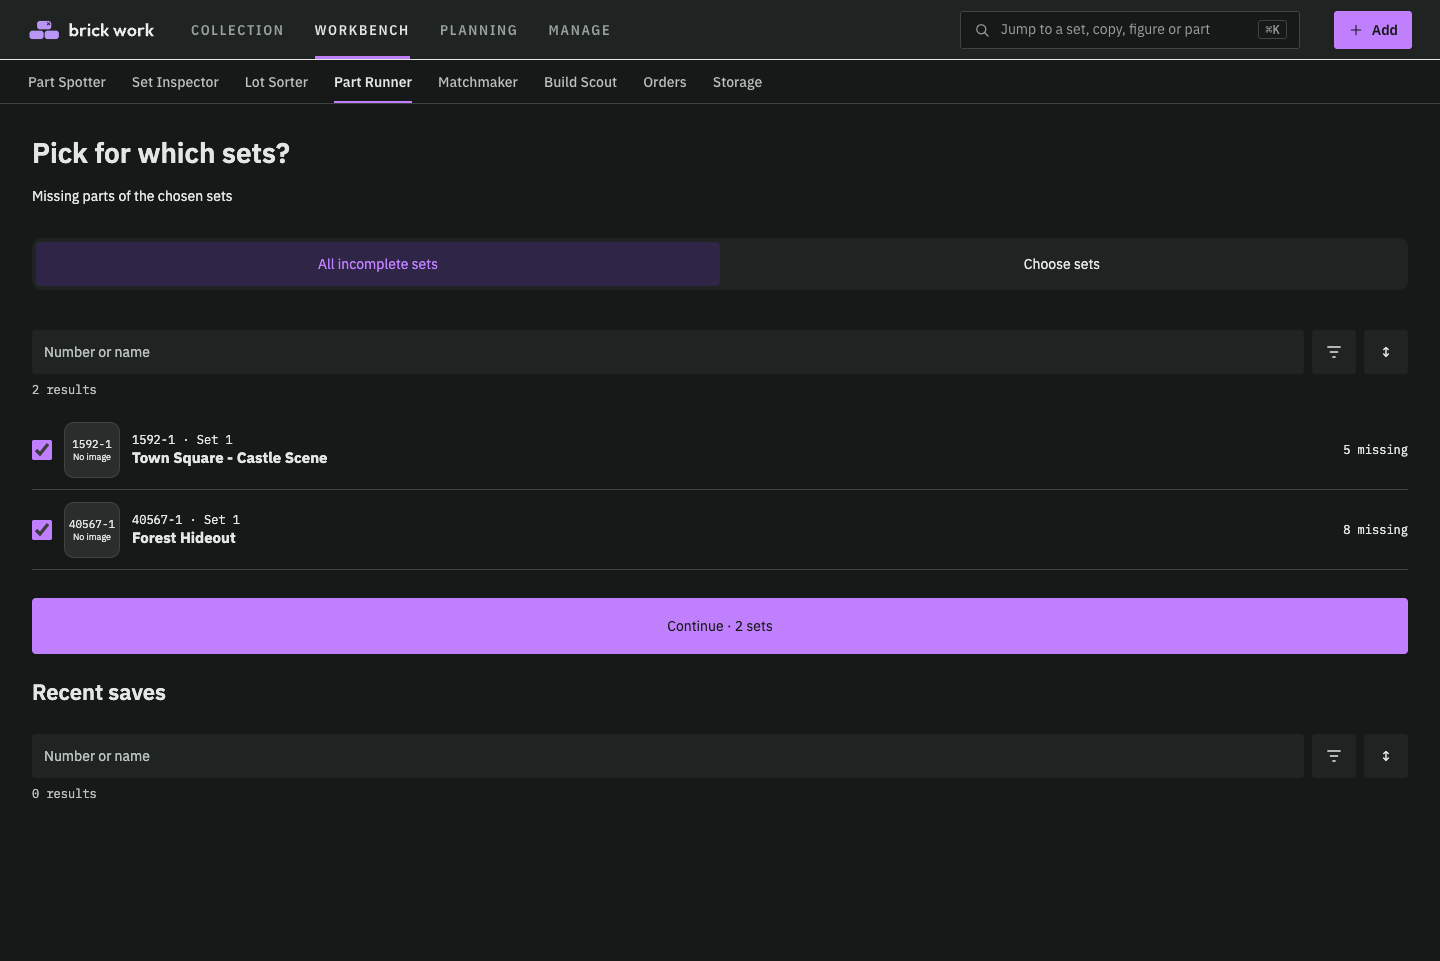 brick work
COLLECTION
WORKBENCH
PLANNING
MANAGE
Jump to a set, copy, figure or part
⌘K
+ Add
Part Spotter
Set Inspector
Lot Sorter
Part Runner
Matchmaker
Build Scout
Orders
Storage
Pick for which sets?
Missing parts of the chosen sets
All incomplete sets
Choose sets
Number or name
2 results
1592-1
No image
1592-1 · Set 1
Town Square - Castle Scene
5 missing
40567-1
No image
40567-1 · Set 1
Forest Hideout
8 missing
Continue · 2 sets
Recent saves
Number or name
0 results